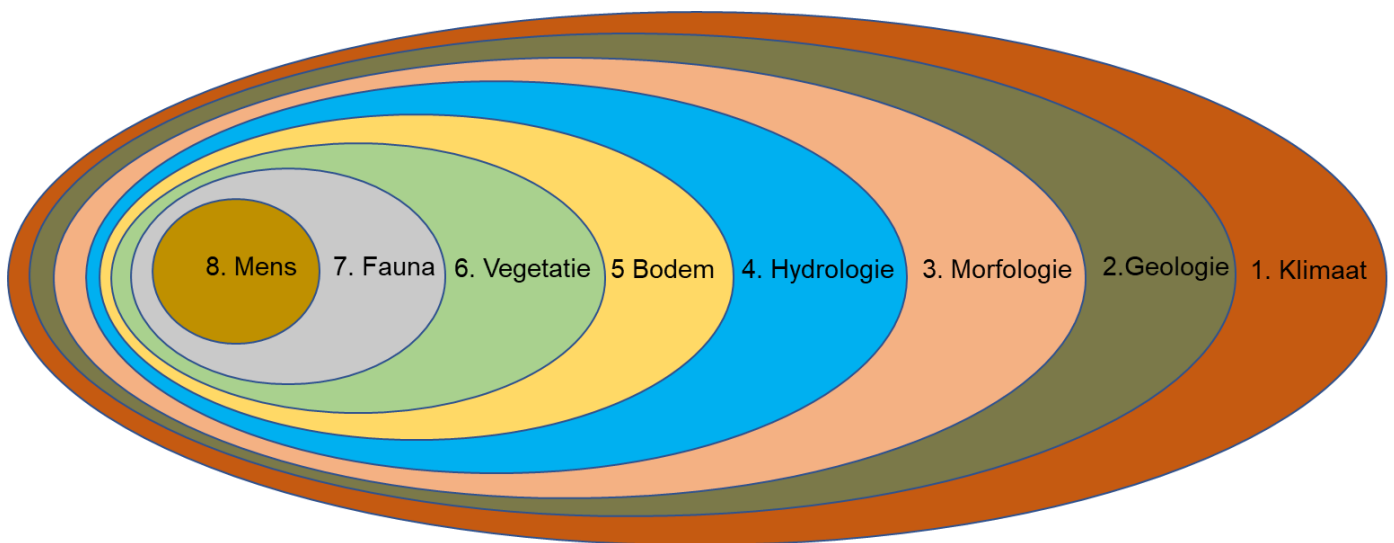 8. Mens
7. Fauna
6. Vegetatie
5 Bodem
4. Hydrologie
3. Morfologie
2.Geologie
1. Klimaat